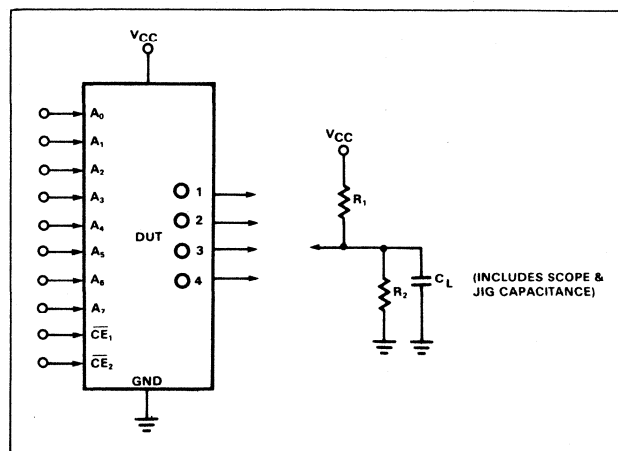 VCC
A0
A1
A2
A3
A4
A5
A6
A7
CE1
CE2
DUT
O 1
O 2
O 3
O 4
GND
VCC
R1
R2
CL
(INCLUDES SCOPE &
JIG CAPACITANCE)